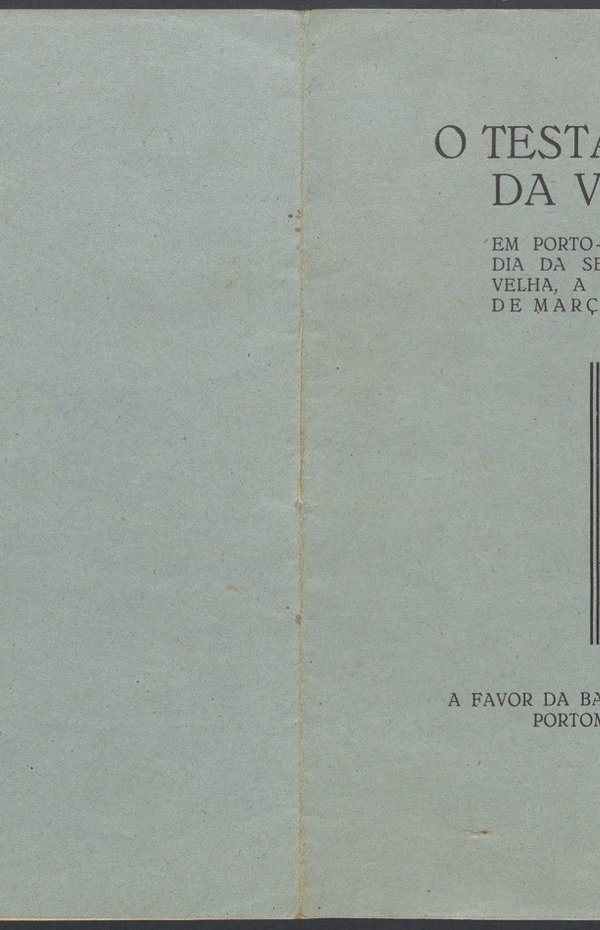 O TESTA
DA V
EM PORTO-
DIA DA SE
VELHA, A
DE MARÇ
A FAVOR DA BA
PORTOM